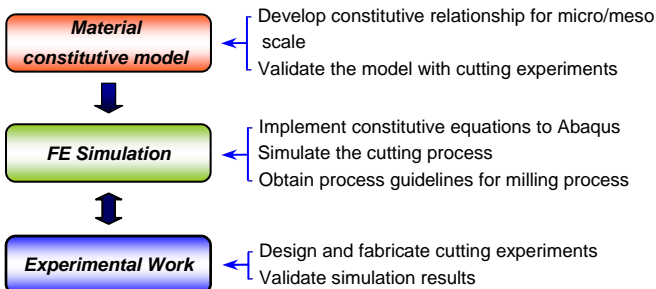 Material
constitutive model
Develop constitutive relationship for micro/meso
scale
Validate the model with cutting experiments
FE Simulation
Implement constitutive equations to Abaqus
Simulate the cutting process
Obtain process guidelines for milling process
Experimental Work
Design and fabricate cutting experiments
Validate simulation results